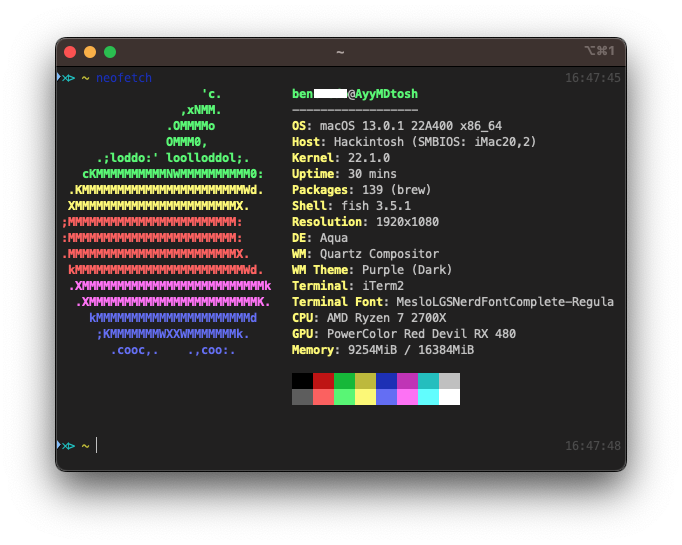 ~ ⌥⌘1
~ neofetch 16:47:45
'c.
,xNMM.
.OMMMMo
OMMM0,
.;loddo:' loolloddol;.
cKMMMMMMMMMMNWMMMMMMMMMM0:
.KMMMMMMMMMMMMMMMMMMMMMMMWd.
XMMMMMMMMMMMMMMMMMMMMMMMX.
;MMMMMMMMMMMMMMMMMMMMMMMM:
:MMMMMMMMMMMMMMMMMMMMMMMM:
.MMMMMMMMMMMMMMMMMMMMMMMMX.
kMMMMMMMMMMMMMMMMMMMMMMMMWd.
.XMMMMMMMMMMMMMMMMMMMMMMMMMMk
.XMMMMMMMMMMMMMMMMMMMMMMMMK.
kMMMMMMMMMMMMMMMMMMMMMMd
;KMMMMMMMWXXWMMMMMMMk.
.cooc,. .,coo:.
ben @AyyMDtosh
------------------
OS: macOS 13.0.1 22A400 x86_64
Host: Hackintosh (SMBIOS: iMac20,2)
Kernel: 22.1.0
Uptime: 30 mins
Packages: 139 (brew)
Shell: fish 3.5.1
Resolution: 1920x1080
DE: Aqua
WM: Quartz Compositor
WM Theme: Purple (Dark)
Terminal: iTerm2
Terminal Font: MesloLGSNerdFontComplete-Regula
CPU: AMD Ryzen 7 2700X
GPU: PowerColor Red Devil RX 480
Memory: 9254MiB / 16384MiB
~ 16:47:48